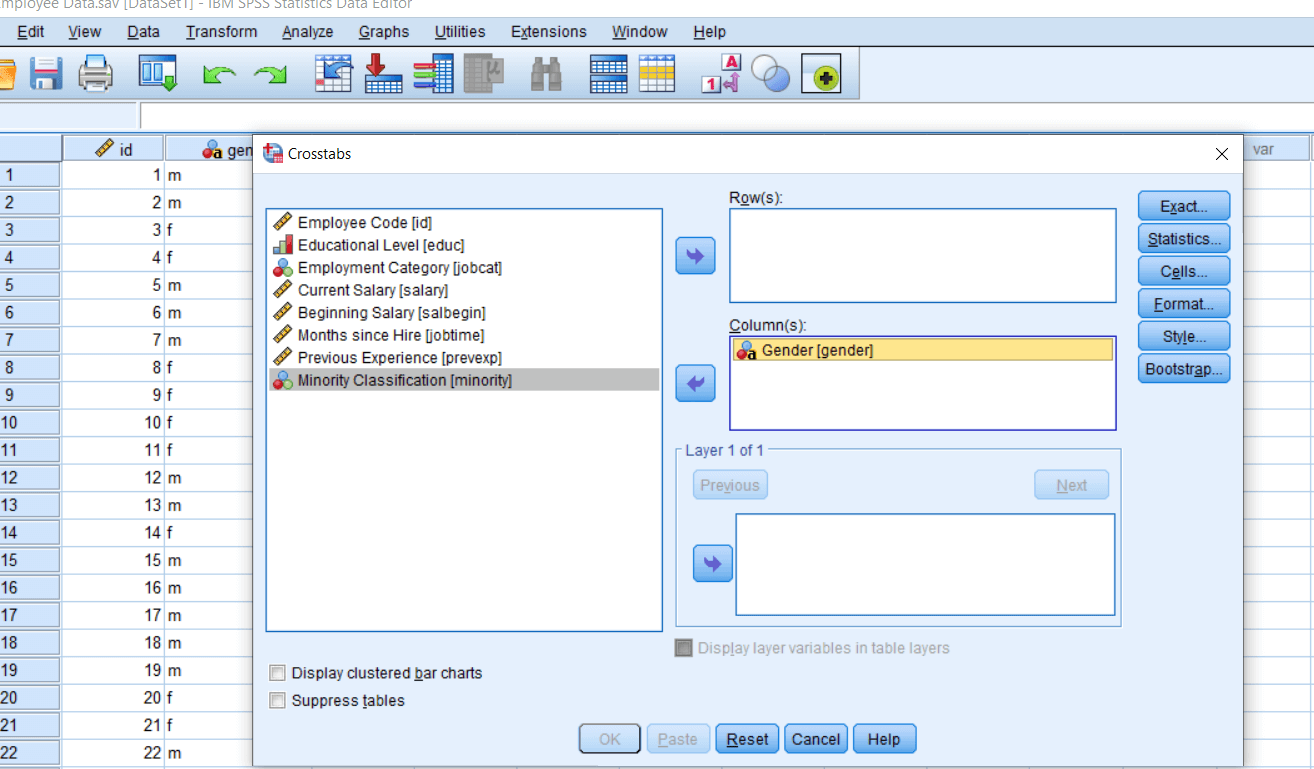 mployee Data.sav [DataSet1] - IBM SPSS Statistics Data Editor
Edit View Data Transform Analyze Graphs Utilities Extensions Window Help
id gen var
Crosstabs
1 1 m
2 2 m
3 3 f
4 4 f
5 5 m
6 6 m
7 7 m
8 8 f
9 9 f
10 10 f
11 11 f
12 12 m
13 13 m
14 14 f
15 15 m
16 16 m
17 17 m
18 18 m
19 19 m
20 20 f
21 21 f
22 22 m
Employee Code [id]
Educational Level [educ]
Employment Category [jobcat]
Current Salary [salary]
Beginning Salary [salbegin]
Months since Hire [jobtime]
Previous Experience [prevexp]
Minority Classification [minority]
Row(s):
Column(s):
Gender [gender]
Layer 1 of 1
Previous Next
Display layer variables in table layers
Exact...
Statistics...
Cells...
Format...
Style...
Bootstrap...
Display clustered bar charts
Suppress tables
OK Paste Reset Cancel Help